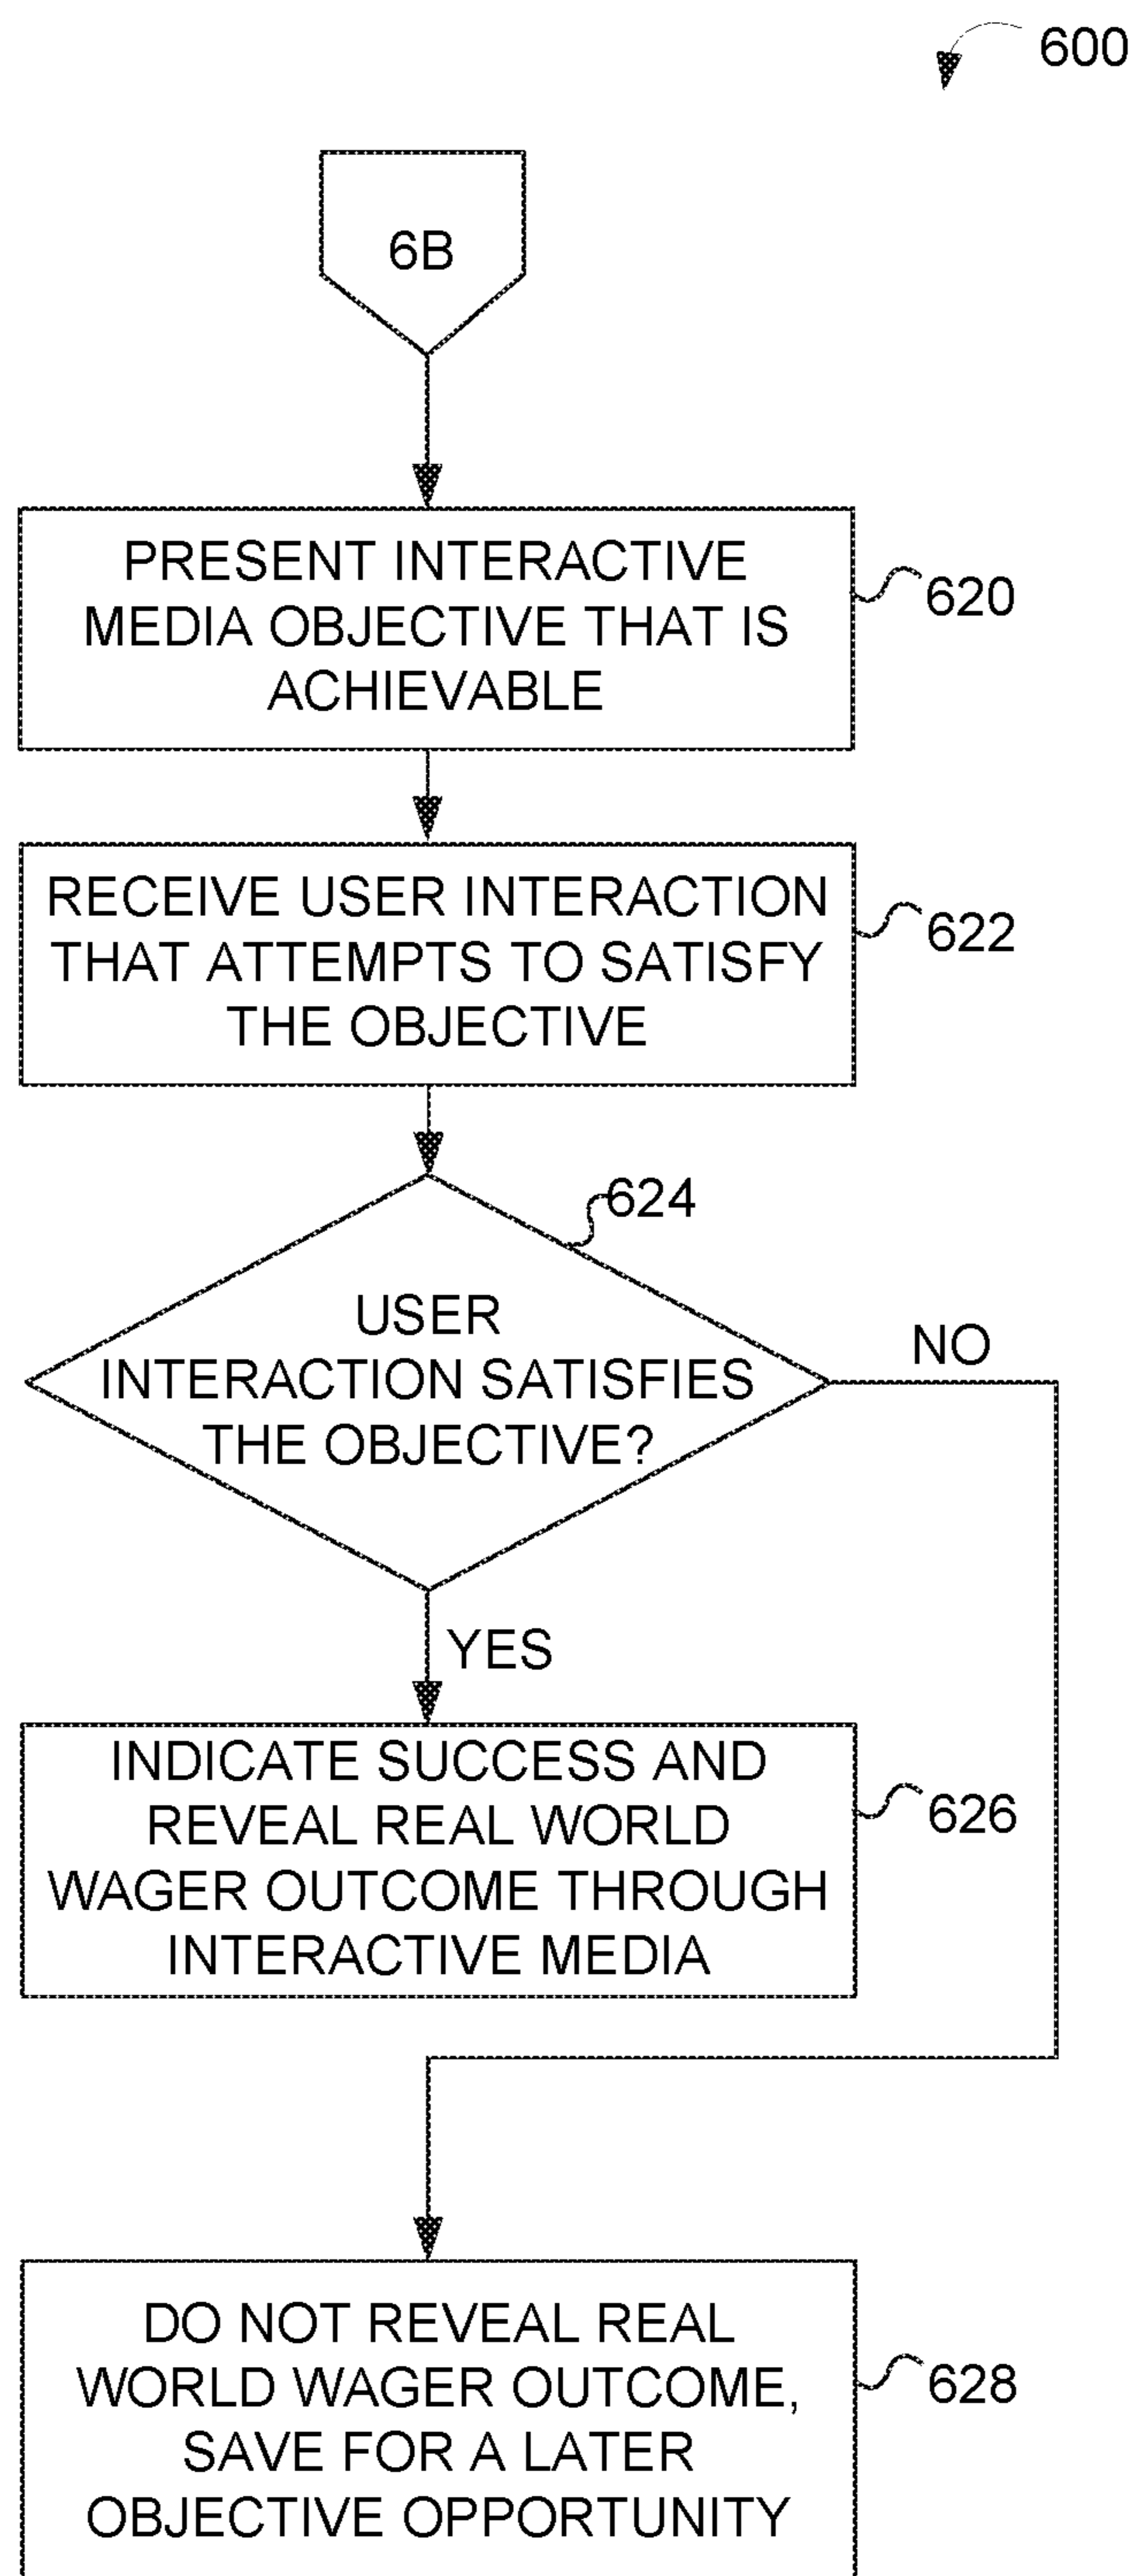 600
6B
PRESENT INTERACTIVE
MEDIA OBJECTIVE THAT IS
ACHIEVABLE
620
RECEIVE USER INTERACTION
THAT ATTEMPTS TO SATISFY
THE OBJECTIVE
622
624
USER
INTERACTION SATISFIES
THE OBJECTIVE?
NO
YES
INDICATE SUCCESS AND
REVEAL REAL WORLD
WAGER OUTCOME THROUGH
INTERACTIVE MEDIA
626
DO NOT REVEAL REAL
WORLD WAGER OUTCOME,
SAVE FOR A LATER
OBJECTIVE OPPORTUNITY
628